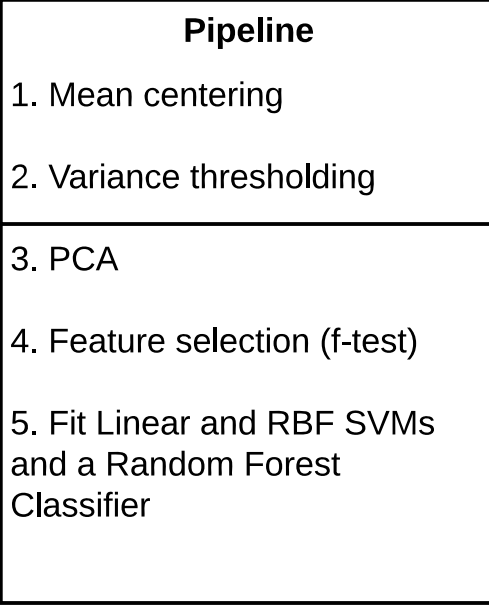 Pipeline
1. Mean centering
2. Variance thresholding
3. PCA
4. Feature selection (f-test)
5. Fit Linear and RBF SVMs
and a Random Forest
Classifier